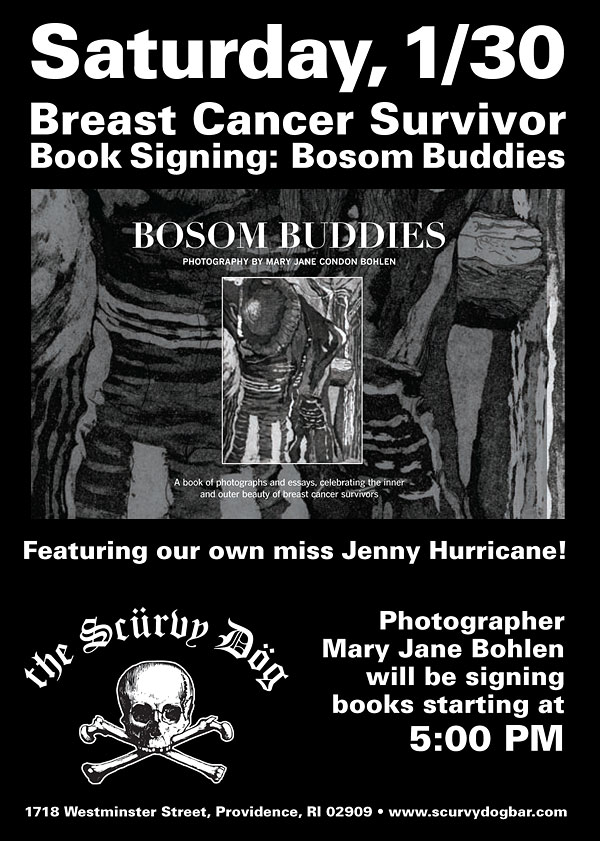 Saturday, 1/30
Breast Cancer Survivor
Book Signing: Bosom Buddies
BOSOM BUDDIES
PHOTOGRAPHY BY MARY JANE CONDON BOHLEN
A book of photographs and essays, celebrating the inner
and outer beauty of breast cancer survivors
Featuring our own miss Jenny Hurricane!
the Scürvy Dög
Photographer
Mary Jane Bohlen
will be signing
books starting at
5:00 PM
1718 Westminster Street, Providence, RI 02909 • www.scurvydogbar.com